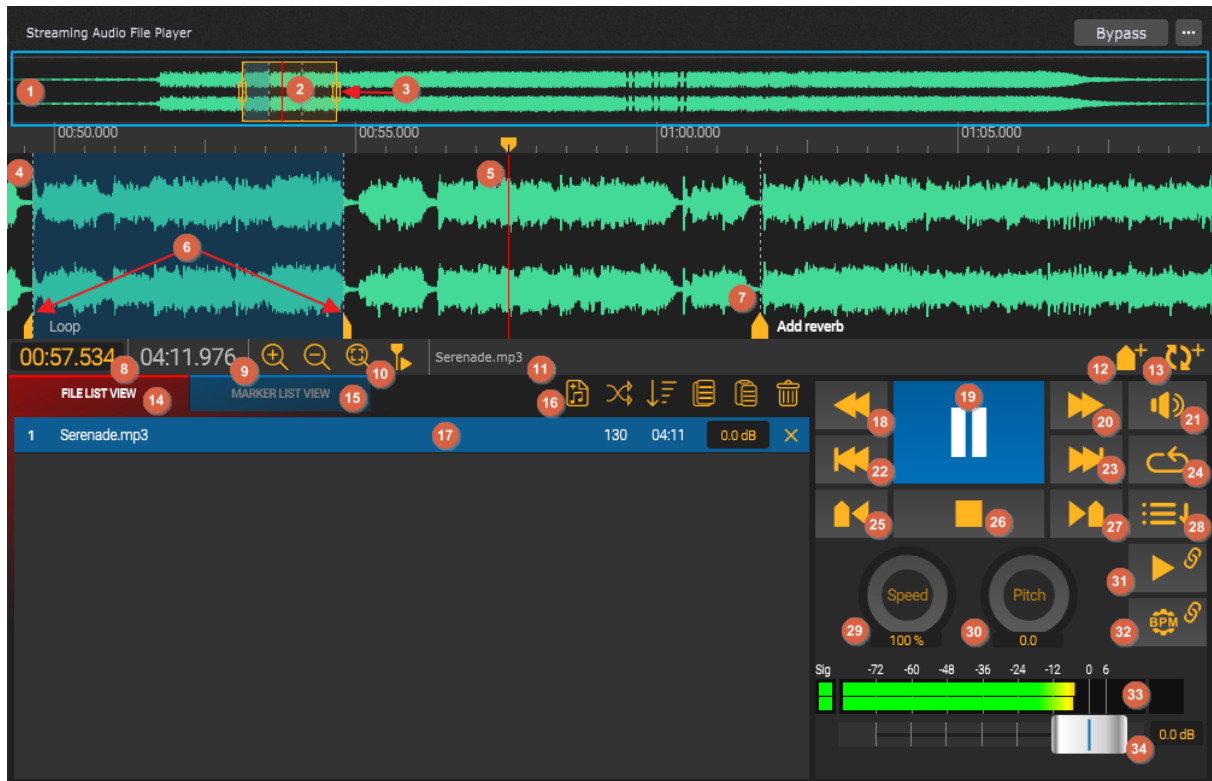 Streaming Audio File Player
Bypass ...
1 2 3
00:50.000 00:55.000 01:00.000 01:05.000
4 5
6
7
Loop Add reverb
00:57.534 04:11.976 Serenade.mp3
8 9 10 11 12 13
FILE LIST VIEW 14 MARKER LIST VIEW 15 16
1 Serenade.mp3 17 130 04:11 0.0 dB
18 19 20 21
22 23 24
25 26 27 28
Speed Pitch
31
BPM
29 30 32
100 % 0.0
Sig -72 -60 -48 -36 -24 -12 0 6
33
0.0 dB
34